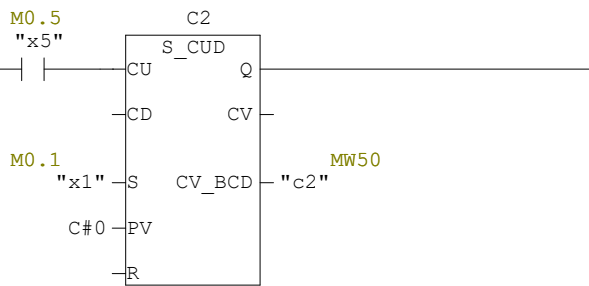 M0.5 C2
"x5" S_CUD
CU Q
CD CV
M0.1 MW50
"x1" S CV_BCD "c2"
C#0 PV
R